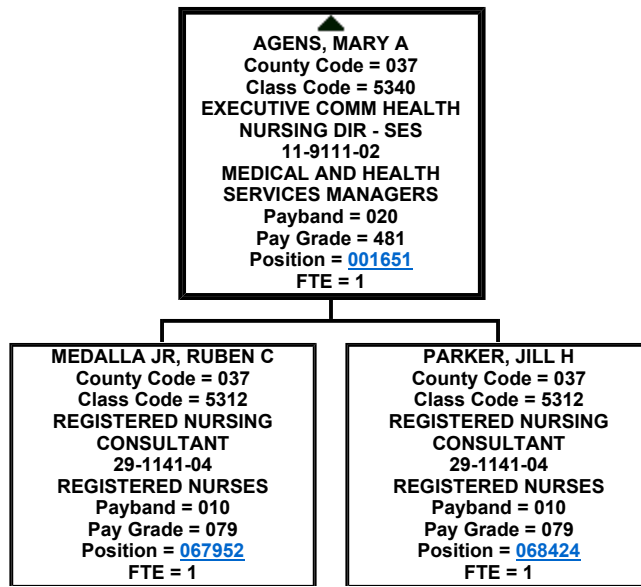 AGENS, MARY A
County Code = 037
Class Code = 5340
EXECUTIVE COMM HEALTH
NURSING DIR - SES
11-9111-02
MEDICAL AND HEALTH
SERVICES MANAGERS
Payband = 020
Pay Grade = 481
Position = 001651
FTE = 1
MEDALLA JR, RUBEN C
County Code = 037
Class Code = 5312
REGISTERED NURSING
CONSULTANT
29-1141-04
REGISTERED NURSES
Payband = 010
Pay Grade = 079
Position = 067952
FTE = 1
PARKER, JILL H
County Code = 037
Class Code = 5312
REGISTERED NURSING
CONSULTANT
29-1141-04
REGISTERED NURSES
Payband = 010
Pay Grade = 079
Position = 068424
FTE = 1